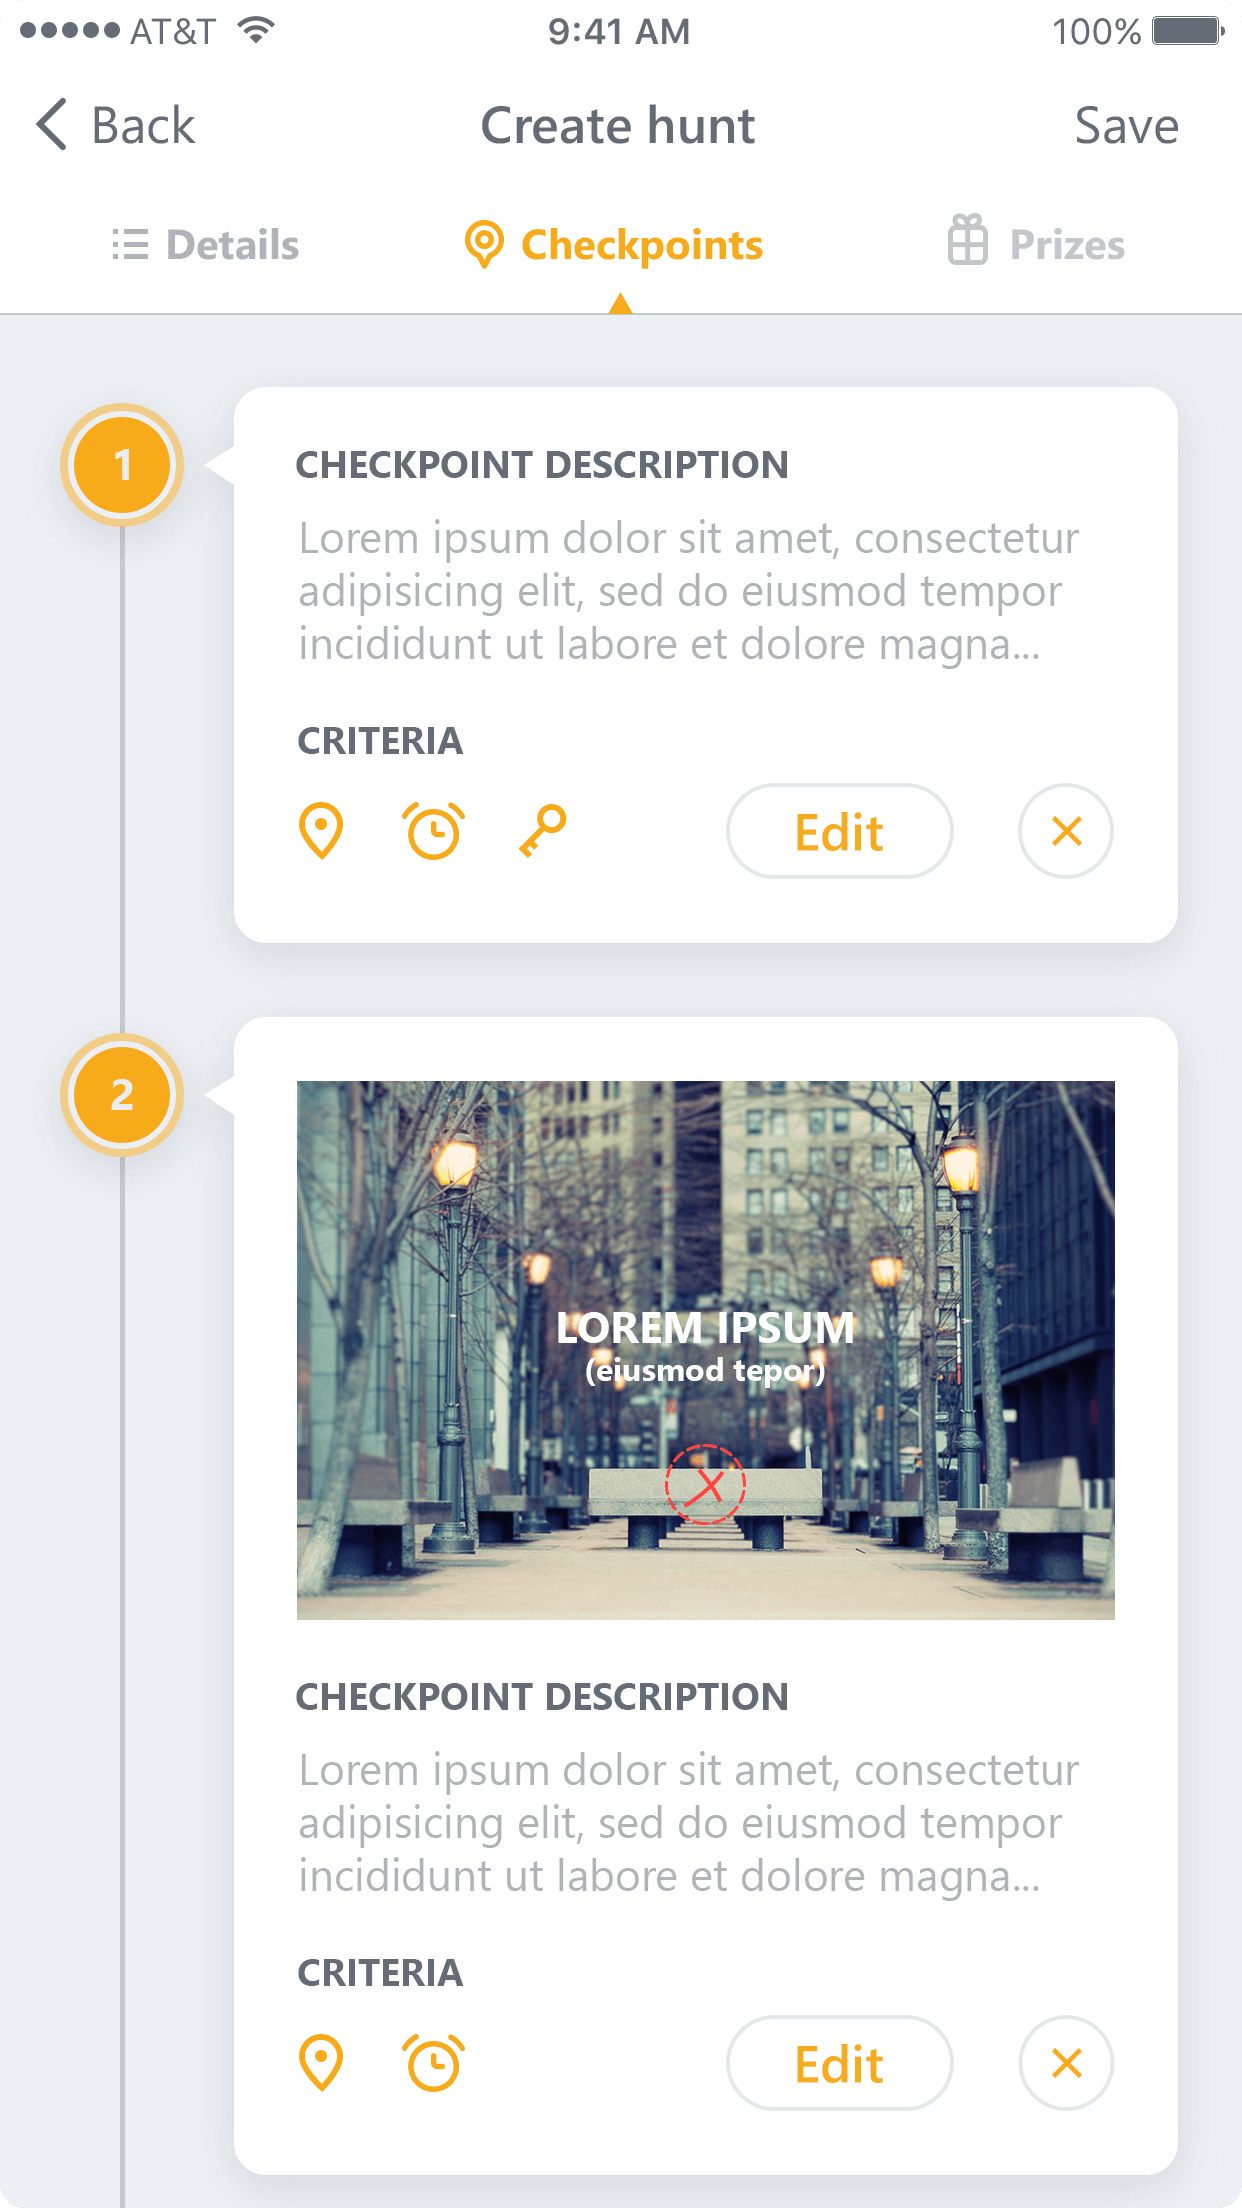 AT&T 9:41 AM 100%
Back Create hunt Save
Details Checkpoints Prizes
1
CHECKPOINT DESCRIPTION
Lorem ipsum dolor sit amet, consectetur
adipisicing elit, sed do eiusmod tempor
incididunt ut labore et dolore magna...
CRITERIA
Edit
2
LOREM IPSUM
(eiusmod tepor)
CHECKPOINT DESCRIPTION
Lorem ipsum dolor sit amet, consectetur
adipisicing elit, sed do eiusmod tempor
incididunt ut labore et dolore magna...
CRITERIA
Edit